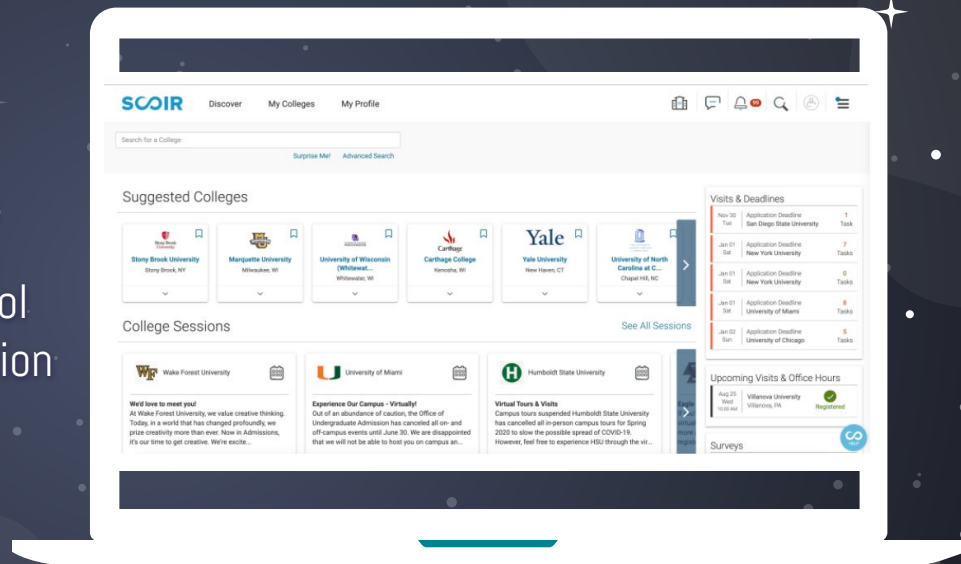 ol
ion
SCOIR
Discover
My Colleges
My Profile
99
Search for a College
Surprise Me!
Advanced Search
Suggested Colleges
Stony Brook
University
Stony Brook University
Stony Brook, NY
Marquette University
Milwaukee, WI
University of Wisconsin
(Whitewat...
Whitewater, WI
Carthage
Carthage College
Kenosha, WI
Yale
Yale University
New Haven, CT
University of North
Carolina at C...
Chapel Hill, NC
College Sessions
See All Sessions
WF
Wake Forest University
We'd love to meet you!
At Wake Forest University, we value creative thinking.
Today, in a world that has changed profoundly, we
prize creativity more than ever. Now in Admissions,
it's our time to get creative. We're excite...
University of Miami
Experience Our Campus - Virtually!
Out of an abundance of caution, the Office of
Undergraduate Admission has canceled all on- and
off-campus events until June 30. We are disappointed
that we will not be able to host you on campus an...
H
Humboldt State University
Virtual Tours & Visits
Campus tours suspended Humboldt State University
has cancelled all in-person campus tours for Spring
2020 to slow the possible spread of COVID-19.
However, feel free to experience HSU through the vir...
Eagle
virtual
more
regist
Visits & Deadlines
Nov 30
Tue
Application Deadline
San Diego State University
1
Task
Jan 01
Sat
Application Deadline
New York University
7
Tasks
Jan 01
Sat
Application Deadline
New York University
0
Tasks
Jan 01
Sat
Application Deadline
University of Miami
8
Tasks
Jan 02
Sun
Application Deadline
University of Chicago
5
Tasks
Upcoming Visits & Office Hours
Aug 25
Wed
10:00 AM
Villanova University
Villanova, PA
Registered
Surveys
HELP